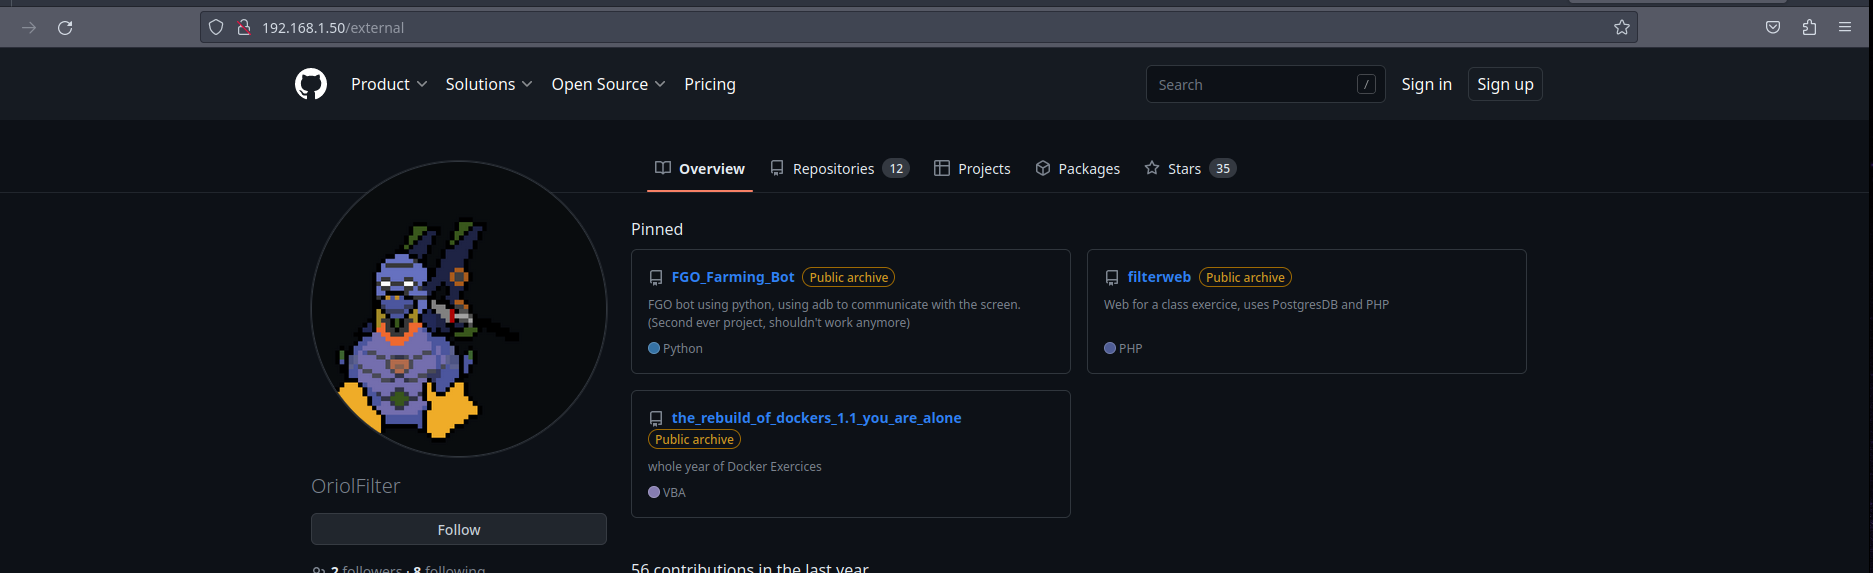 192.168.1.50/external
Product Solutions Open Source Pricing Search / Sign in Sign up
Overview Repositories 12 Projects Packages Stars 35
Pinned
FGO_Farming_Bot Public archive
FGO bot using python, using adb to communicate with the screen.
(Second ever project, shouldn't work anymore)
Python
filterweb Public archive
Web for a class exercice, uses PostgresDB and PHP
PHP
the_rebuild_of_dockers_1.1_you_are_alone
Public archive
whole year of Docker Exercices
VBA
OriolFilter
Follow
2 followers · 8 following
56 contributions in the last year